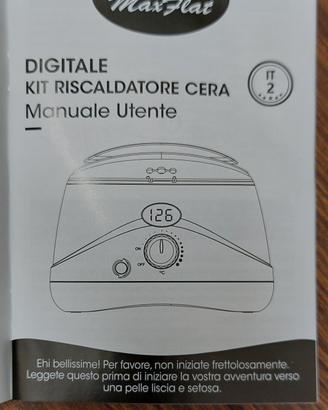 MaxFlat
DIGITALE
KIT RISCALDATORE CERA
Manuale Utente
IT
2
126
ON
OFF
°C
Ehi bellissime! Per favore, non iniziate frettolosamente.
Leggete questo prima di iniziare la vostra avventura verso
una pelle liscia e setosa.